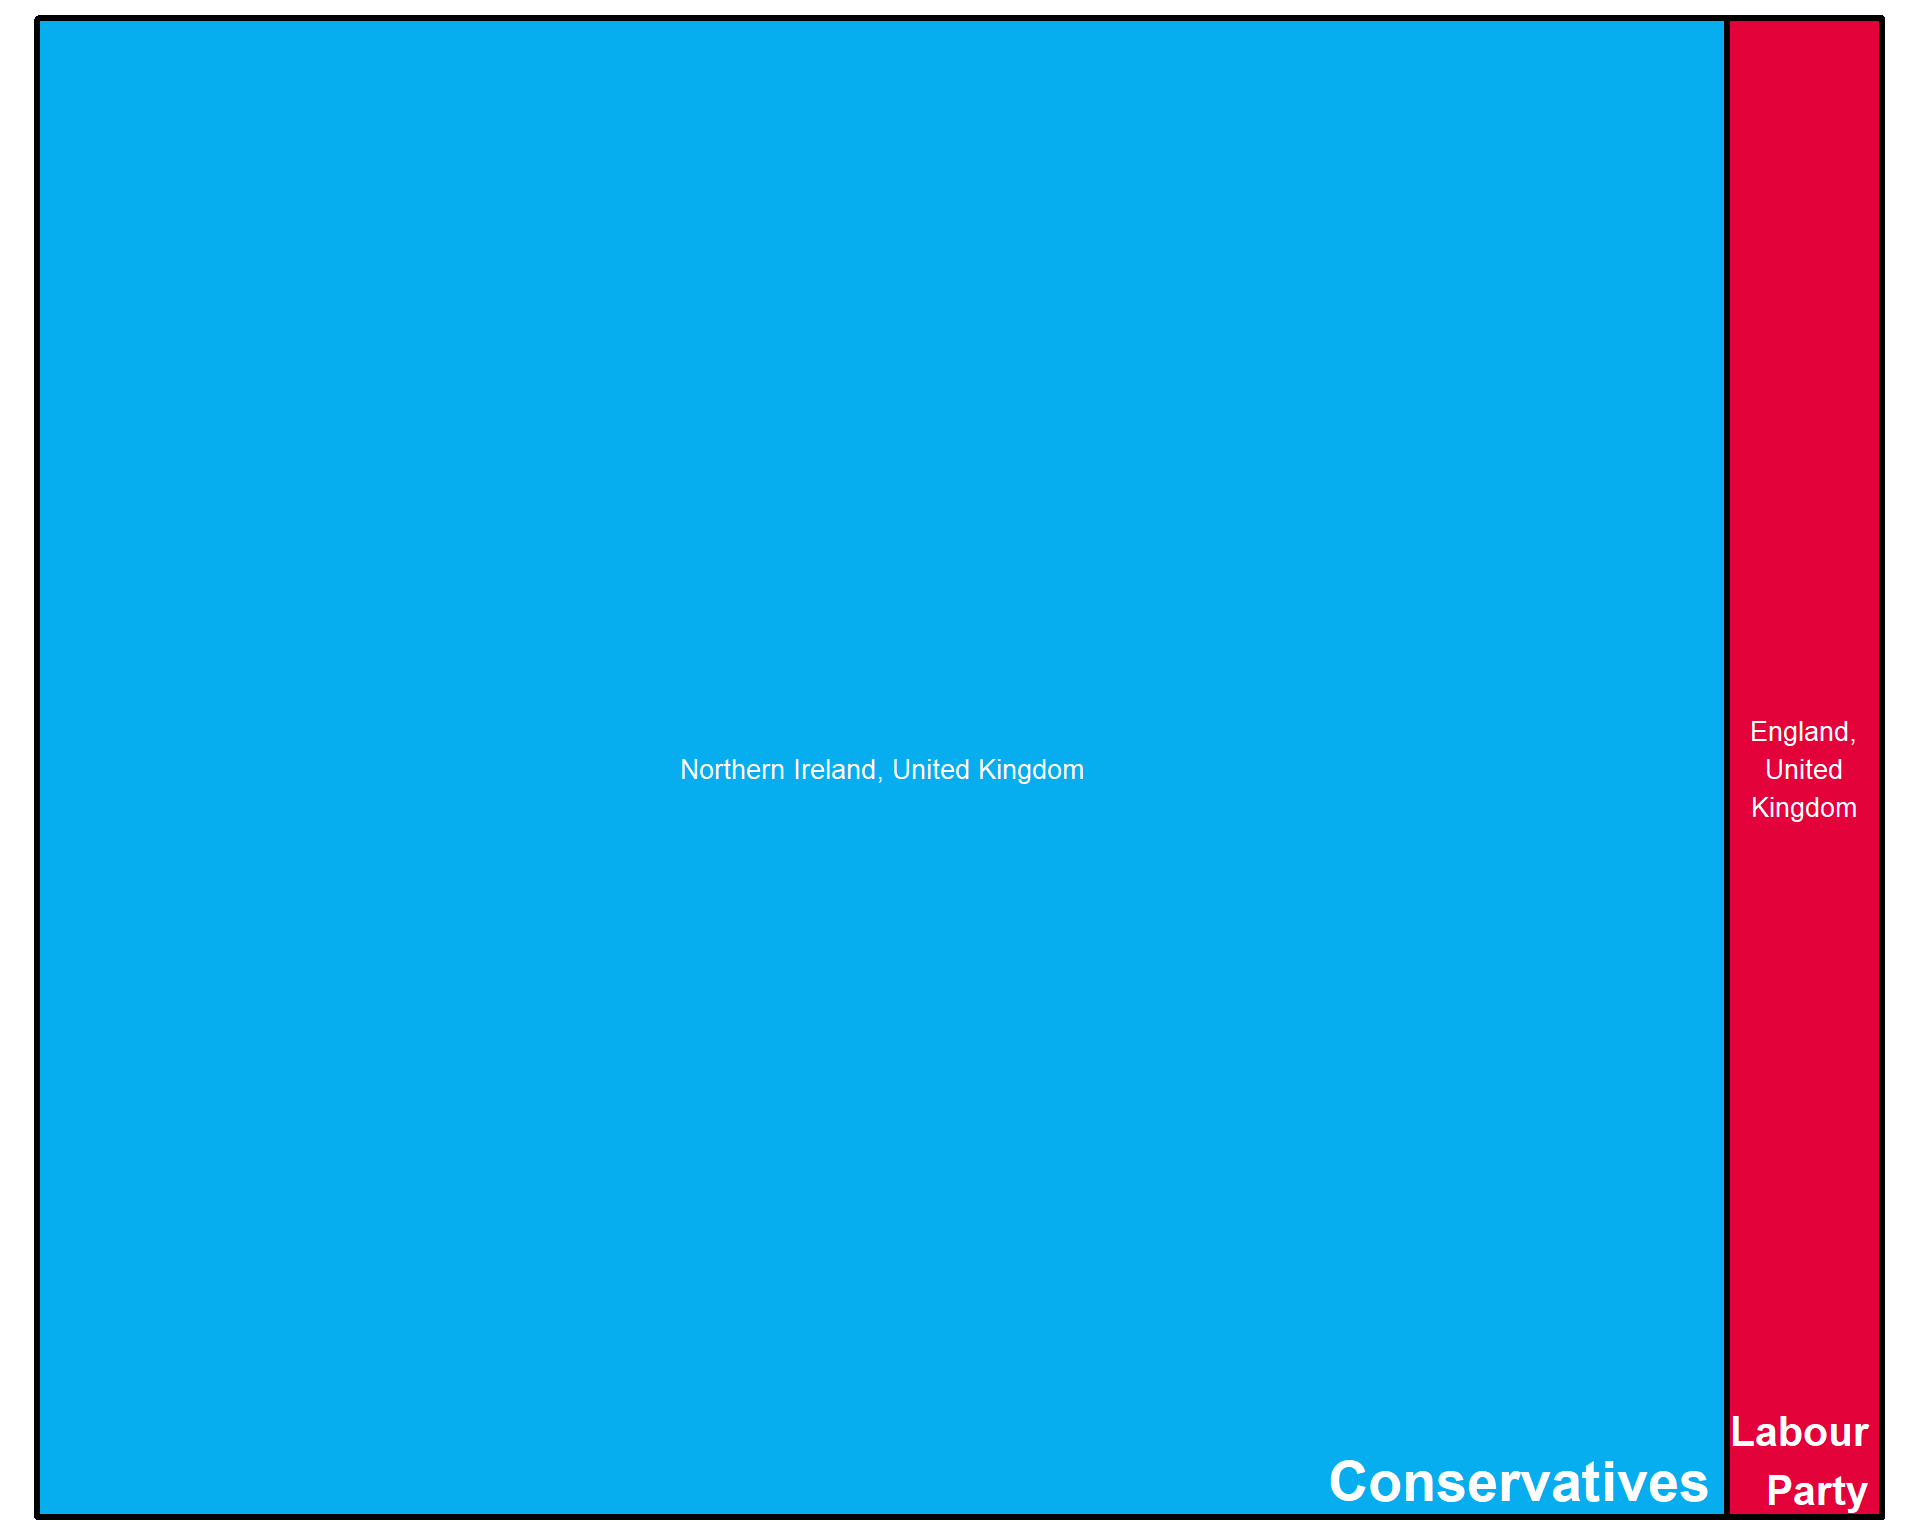 Northern Ireland, United Kingdom
Conservatives
England,
United
Kingdom
Labour
Party